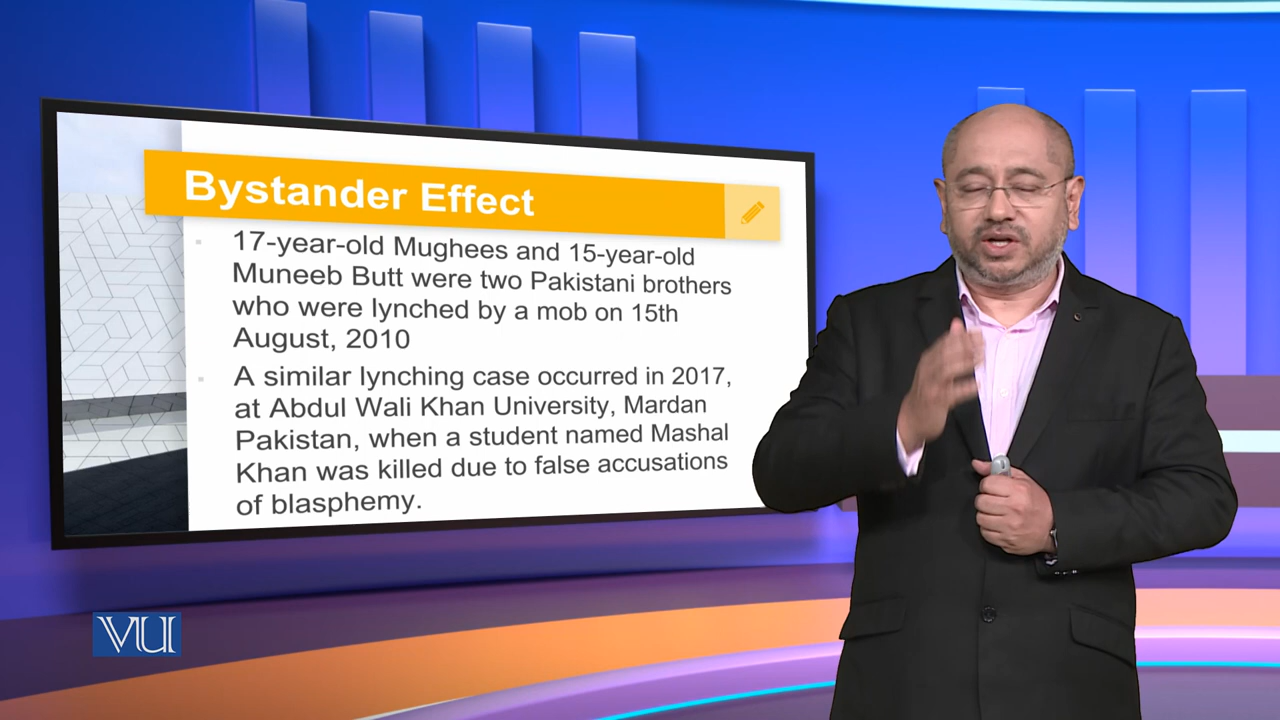 Bystander Effect
17-year-old Mughees and 15-year-old
Muneeb Butt were two Pakistani brothers
who were lynched by a mob on 15th
August, 2010
A similar lynching case occurred in 2017,
at Abdul Wali Khan University, Mardan
Pakistan, when a student named Mashal
Khan was killed due to false accusations
of blasphemy.
VU